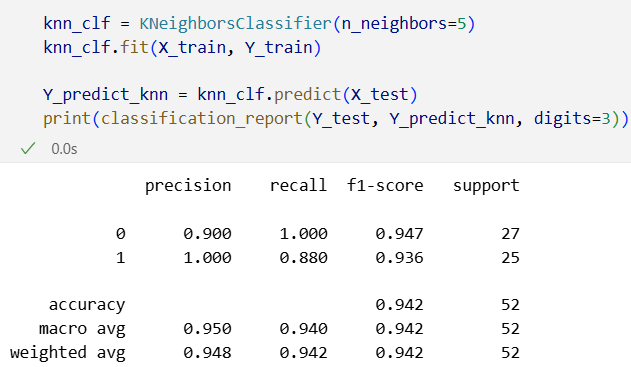 knn_clf = KNeighborsClassifier(n_neighbors=5)
knn_clf.fit(X_train, Y_train)
Y_predict_knn = knn_clf.predict(X_test)
print(classification_report(Y_test, Y_predict_knn, digits=3))
0.0s
precision recall f1-score support
0 0.900 1.000 0.947 27
1 1.000 0.880 0.936 25
accuracy 0.942 52
macro avg 0.950 0.940 0.942 52
weighted avg 0.948 0.942 0.942 52